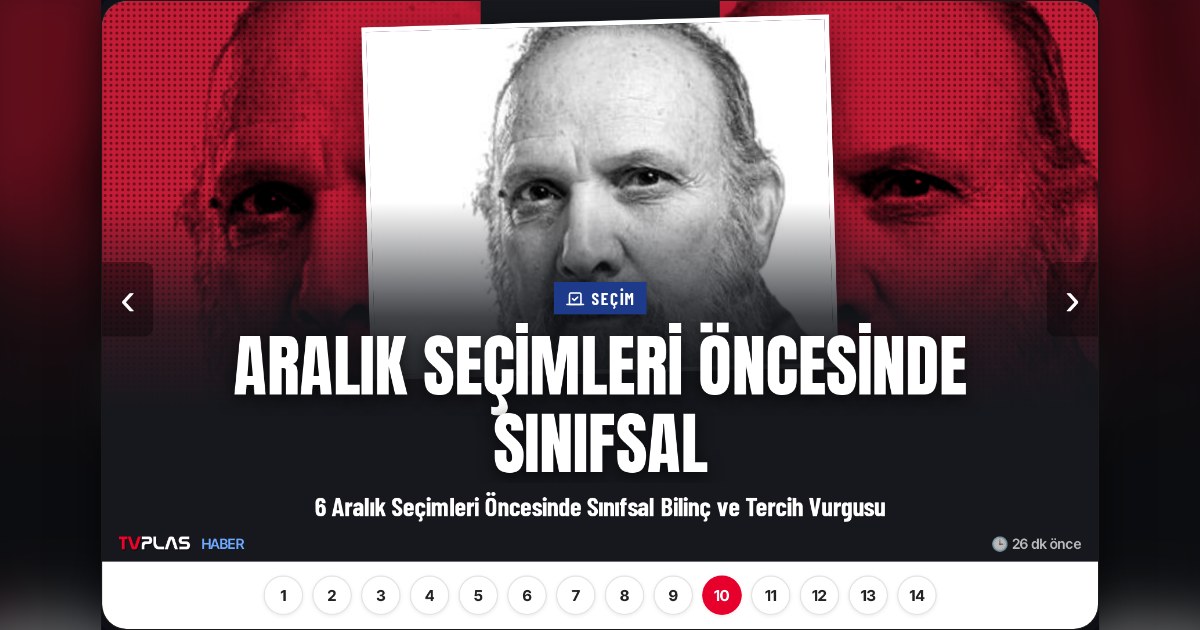 SEÇİM
ARALIK SEÇİMLERİ ÖNCESİNDE
SINIFSAL
6 Aralık Seçimleri Öncesinde Sınıfsal Bilinç ve Tercih Vurgusu
TVPLAS HABER
26 dk önce
1 2 3 4 5 6 7 8 9 10 11 12 13 14